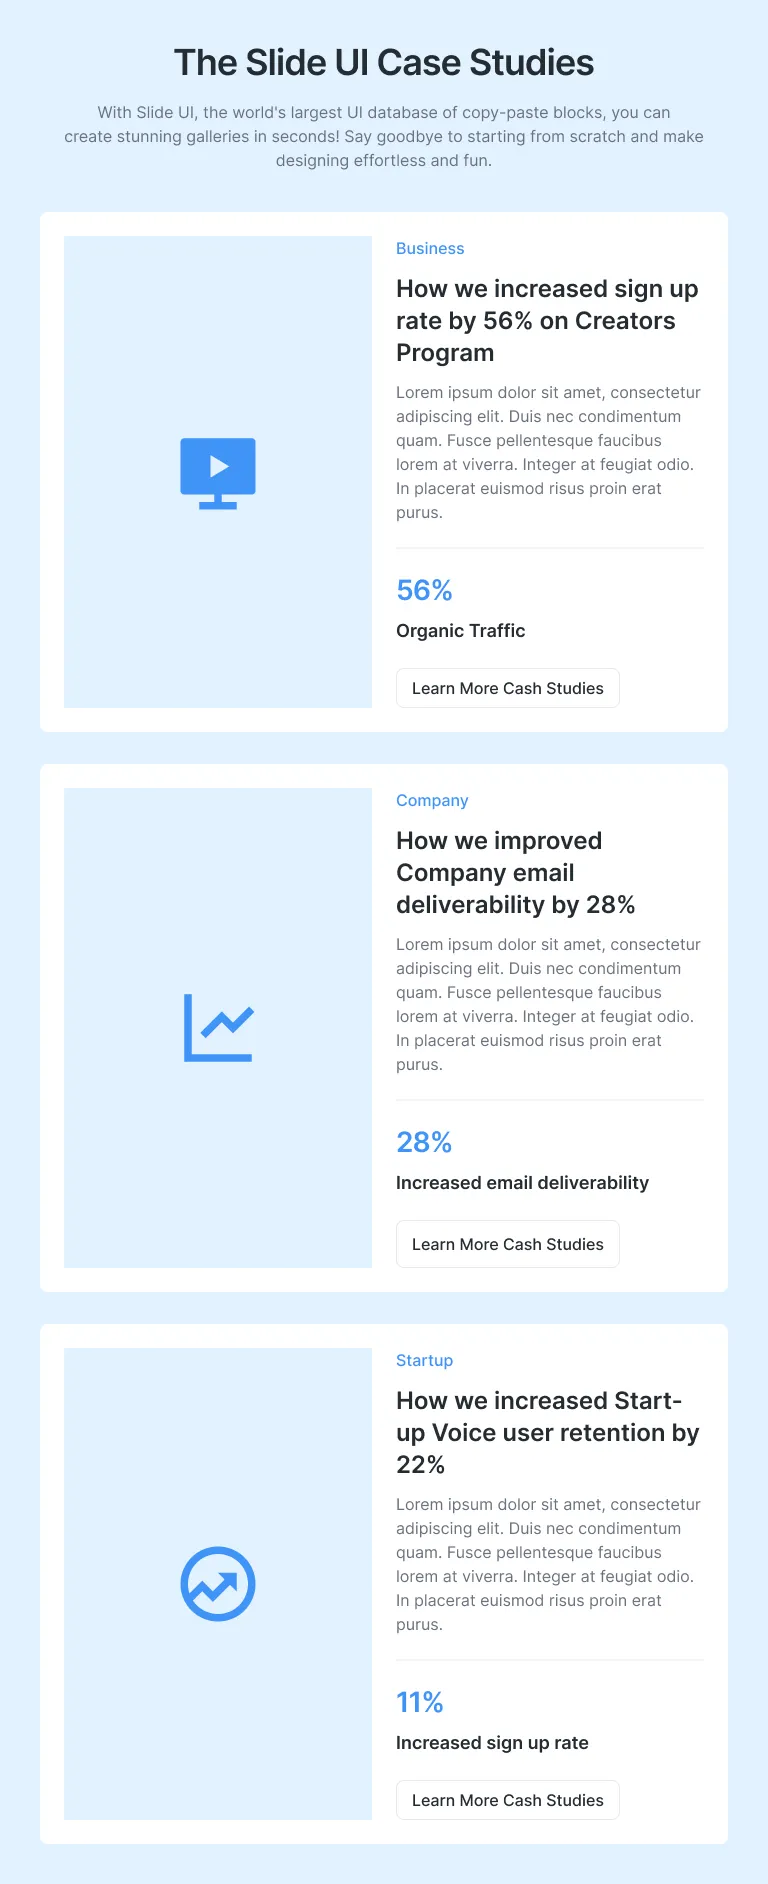 The Slide UI Case Studies
With Slide UI, the world's largest UI database of copy-paste blocks, you can
create stunning galleries in seconds! Say goodbye to starting from scratch and make
designing effortless and fun.
Business
How we increased sign up
rate by 56% on Creators
Program
Lorem ipsum dolor sit amet, consectetur
adipiscing elit. Duis nec condimentum
quam. Fusce pellentesque faucibus
lorem at viverra. Integer at feugiat odio.
In placerat euismod risus proin erat
purus.
56%
Organic Traffic
Learn More Cash Studies
Company
How we improved
Company email
deliverability by 28%
Lorem ipsum dolor sit amet, consectetur
adipiscing elit. Duis nec condimentum
quam. Fusce pellentesque faucibus
lorem at viverra. Integer at feugiat odio.
In placerat euismod risus proin erat
purus.
28%
Increased email deliverability
Learn More Cash Studies
Startup
How we increased Start-
up Voice user retention by
22%
Lorem ipsum dolor sit amet, consectetur
adipiscing elit. Duis nec condimentum
quam. Fusce pellentesque faucibus
lorem at viverra. Integer at feugiat odio.
In placerat euismod risus proin erat
purus.
11%
Increased sign up rate
Learn More Cash Studies